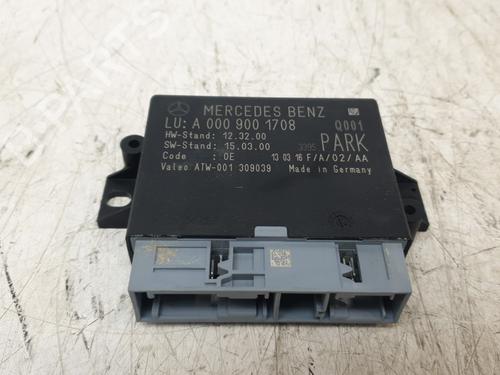 MERCEDES BENZ
LU: A 000 900 1708 Q001
HW-Stand: 12.32.00 3395 PARK
SW-Stand: 15.03.00
Code : 0E 13 03 16 F/A/02/AA
Valeo ATW-001 309039 Made in Germany